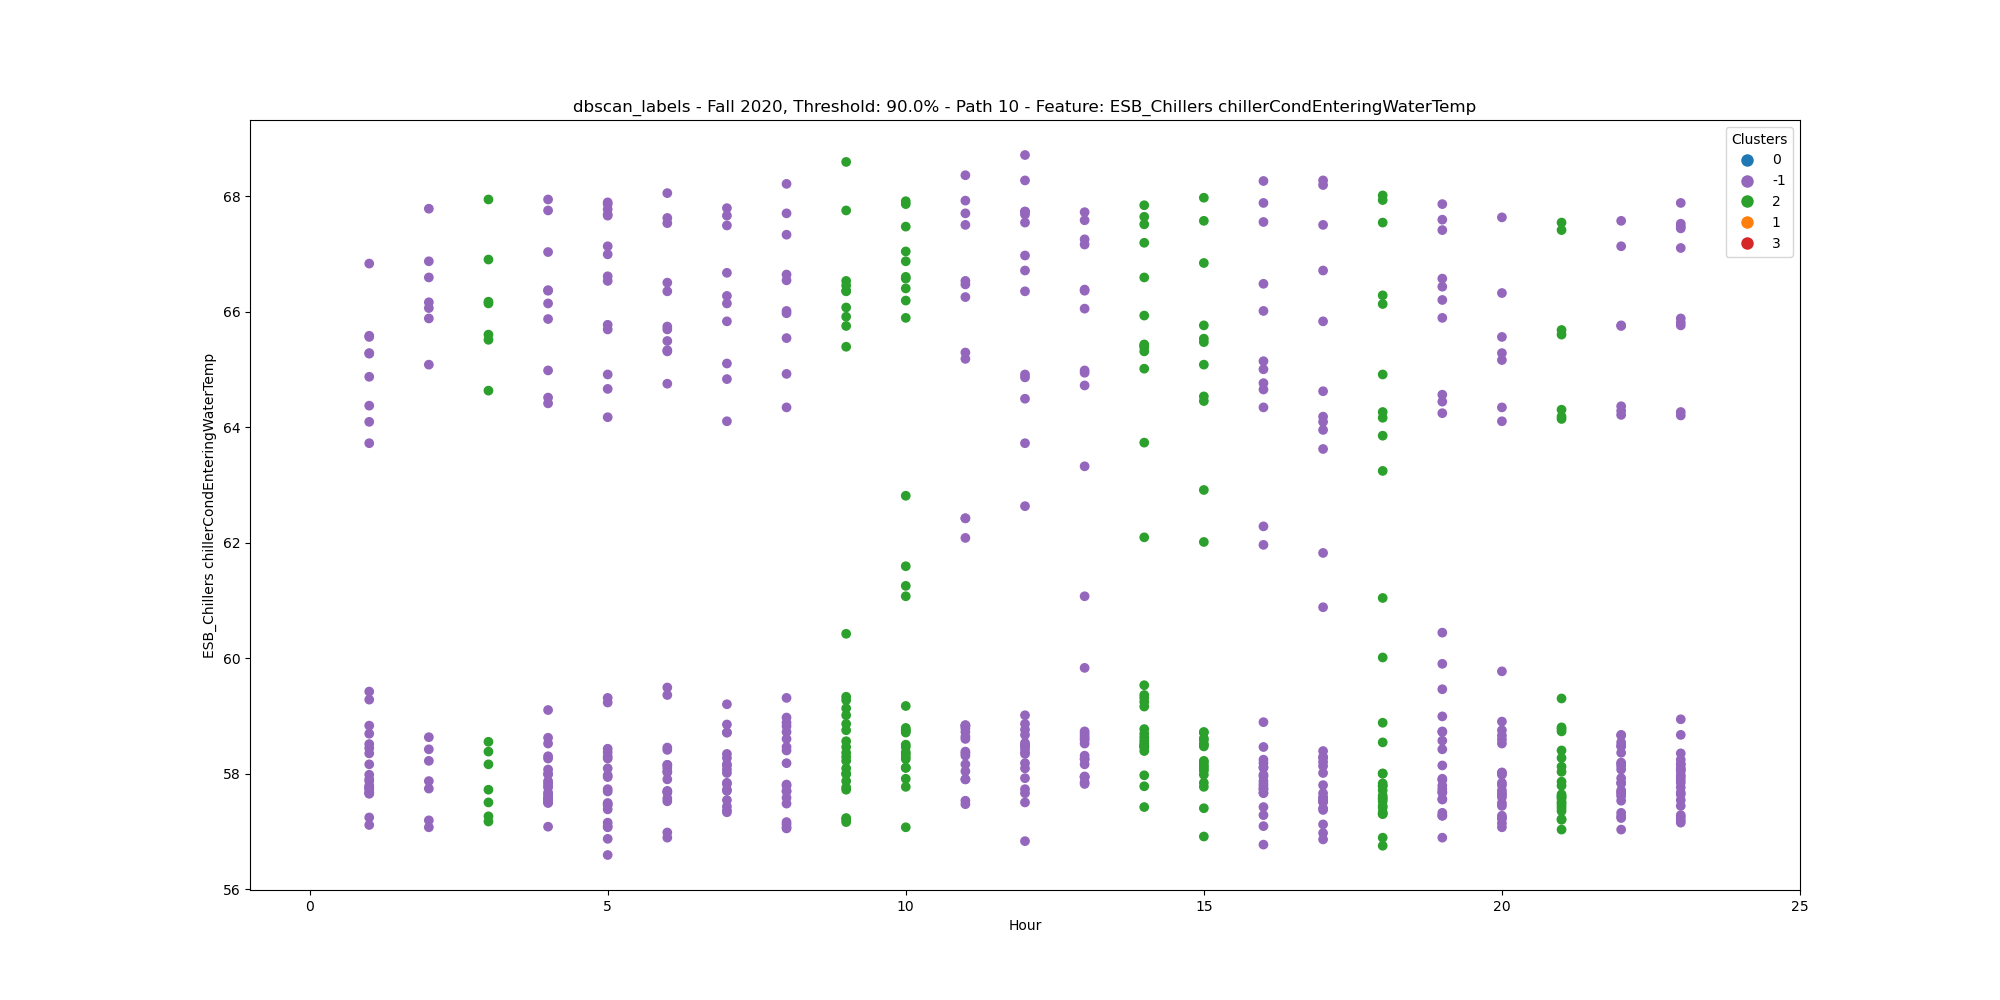 dbscan_labels - Fall 2020, Threshold: 90.0% - Path 10 - Feature: ESB_Chillers chillerCondEnteringWaterTemp
Clusters
0
-1
2
1
3
ESB_Chillers chillerCondEnteringWaterTemp
68
66
64
62
60
58
56
0 5 10 15 20 25
Hour